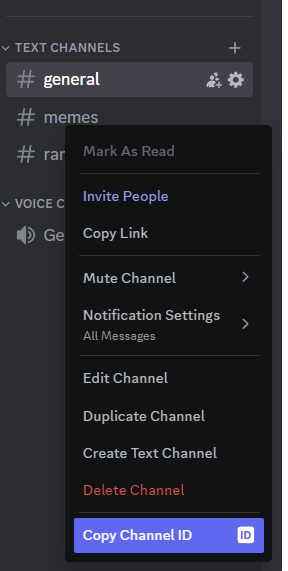 TEXT CHANNELS
general
memes
ran
Mark As Read
Invite People
VOICE C
Copy Link
Ge
Mute Channel
Notification Settings
All Messages
Edit Channel
Duplicate Channel
Create Text Channel
Delete Channel
Copy Channel ID
ID